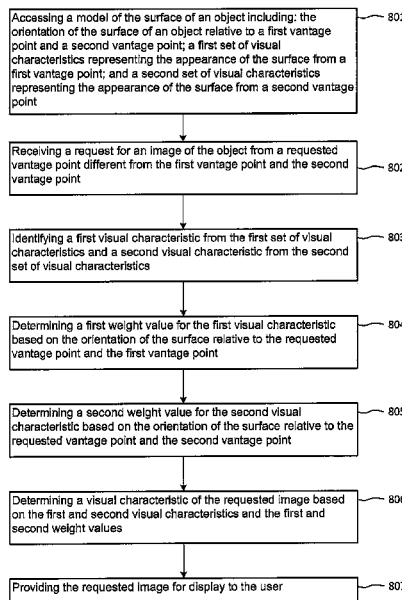 Accessing a model of the surface of an object including: the
orientation of the surface of an object relative to a first vantage
point and a second vantage point; a first set of visual
characteristics representing the appearance of the surface from a
first vantage point; and a second set of visual characteristics
representing the appearance of the surface from a second vantage
point
802
Receiving a request for an image of the object from a requested
vantage point different from the first vantage point and the second
vantage point
802
Identifying a first visual characteristic from the first set of visual
characteristics and a second visual characteristic from the second
set of visual characteristics
803
Determining a first weight value for the first visual characteristic
based on the orientation of the surface relative to the requested
vantage point and the first vantage point
804
Determining a second weight value for the second visual
characteristic based on the orientation of the surface relative to the
requested vantage point and the second vantage point
805
Determining a visual characteristic of the requested image based
on the first and second visual characteristics and the first and
second weight values
806
Providing the requested image for display to the user
807